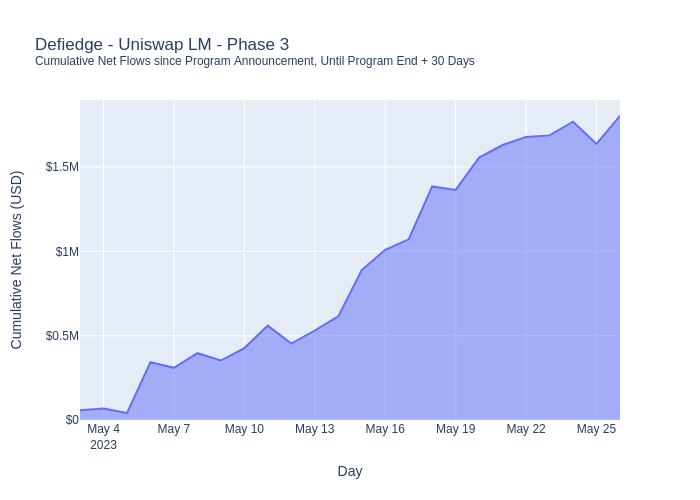 Defiedge - Uniswap LM - Phase 3
Cumulative Net Flows since Program Announcement, Until Program End + 30 Days
Cumulative Net Flows (USD)
$1.5M
$1M
$0.5M
$0
May 4 May 7 May 10 May 13 May 16 May 19 May 22 May 25
2023
Day